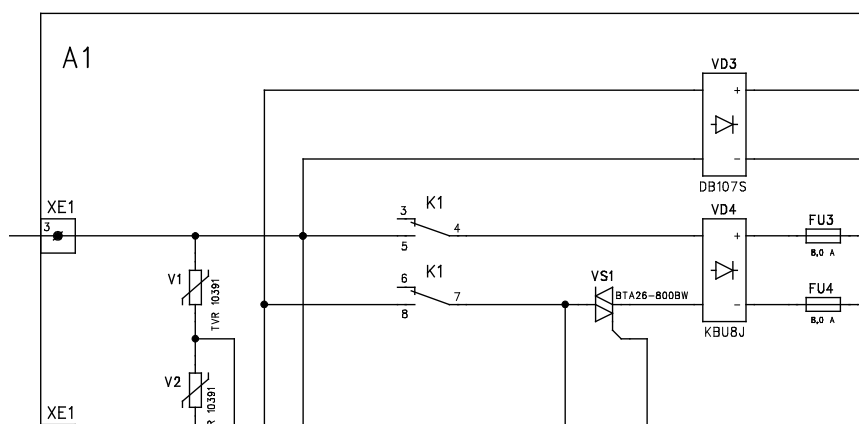 A1
VD3
+
−
DB107S
XE1
3
K1
3
4
5
VD4
+
−
KBU8J
FU3
8,0 A
K1
6
7
8
VS1
BTA26-800BW
FU4
8,0 A
V1
TVR 10391
V2
R 10391
XE1